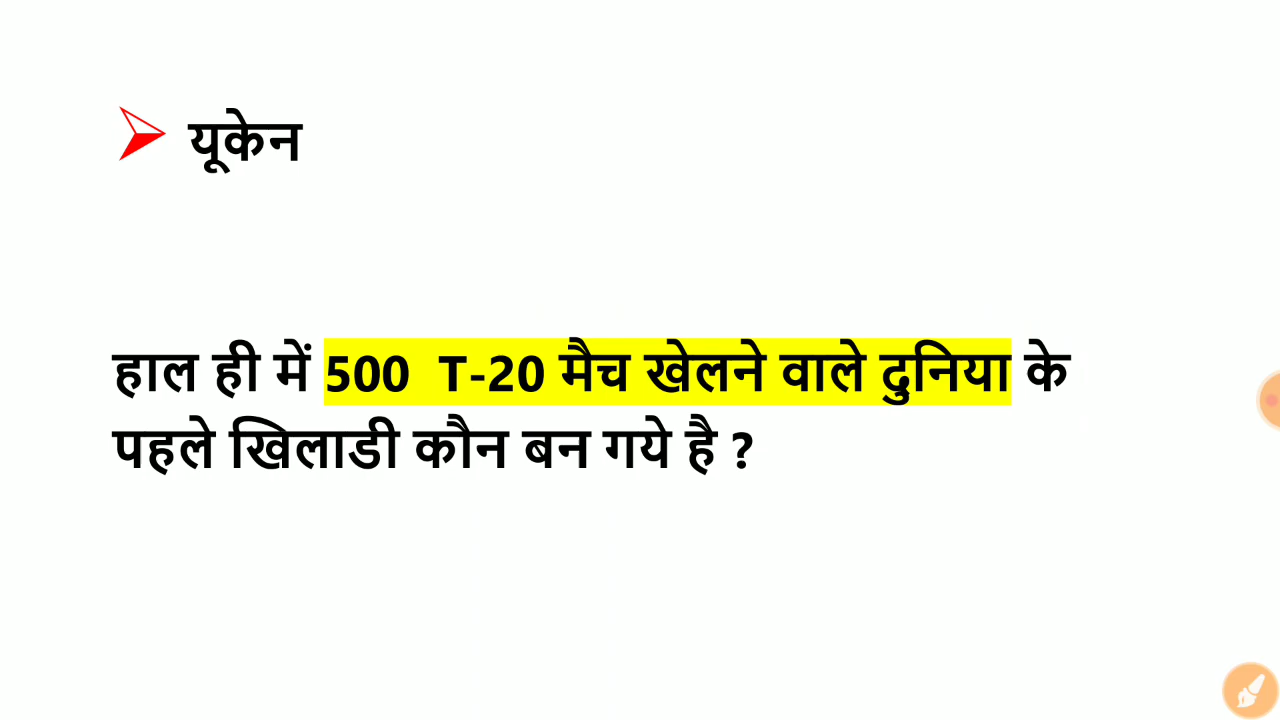 यूकेन
हाल ही में 500 T-20 मैच खेलने वाले दुनिया के
पहले खिलाडी कौन बन गये है ?